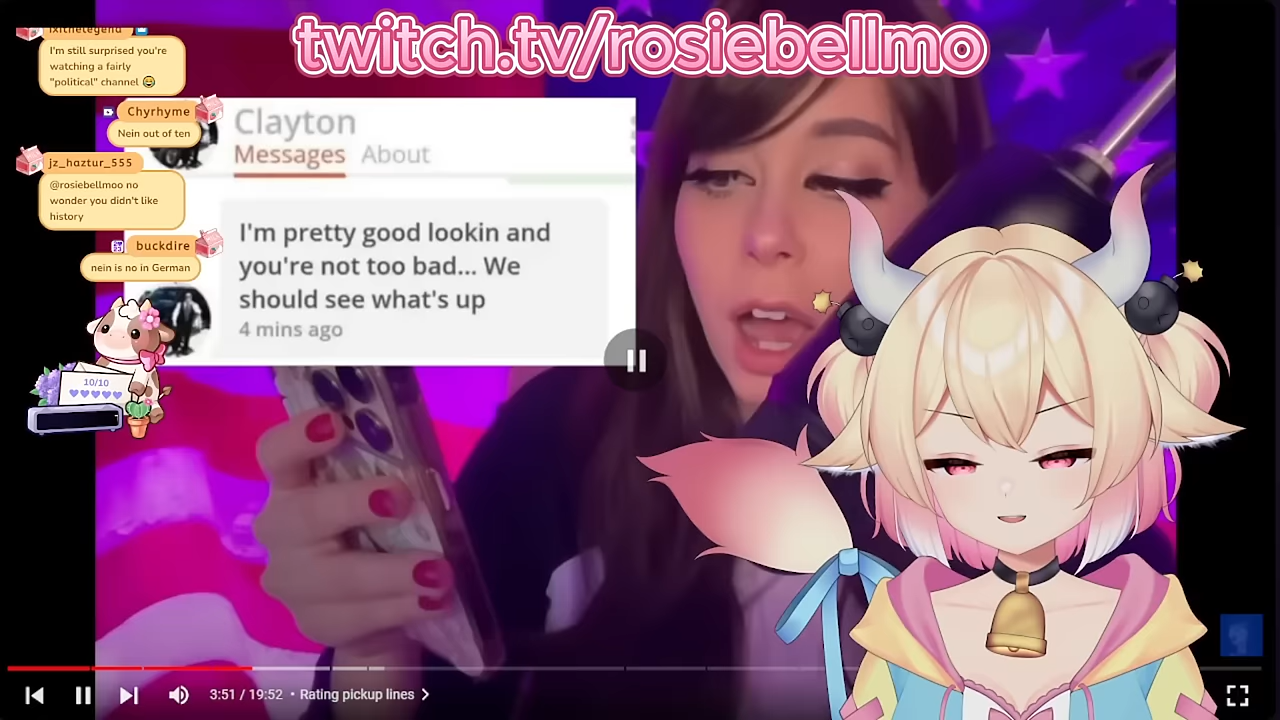 twitch.tv/rosiebellmo
ixithelegend
I'm still surprised you're
watching a fairly
"political" channel 😂
Chyrhyme
Nein out of ten
jz_haztur_555
@rosiebellmoo no
wonder you didn't like
history
buckdire
nein is no in German
10/10
Clayton
Messages About
I'm pretty good lookin and
you're not too bad... We
should see what's up
4 mins ago
3:51 / 19:52 • Rating pickup lines